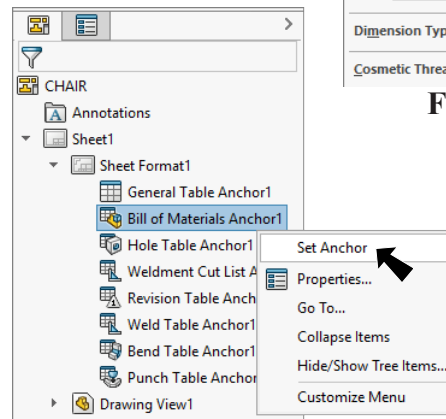 Dimension Typ
Cosmetic Threa
F
CHAIR
Annotations
Sheet1
Sheet Format1
General Table Anchor1
Bill of Materials Anchor1
Hole Table Anchor1
Weldment Cut List A
Revision Table Anch
Weld Table Anchor1
Bend Table Anchor1
Punch Table Anchor
Drawing View1
Set Anchor
Properties...
Go To...
Collapse Items
Hide/Show Tree Items...
Customize Menu